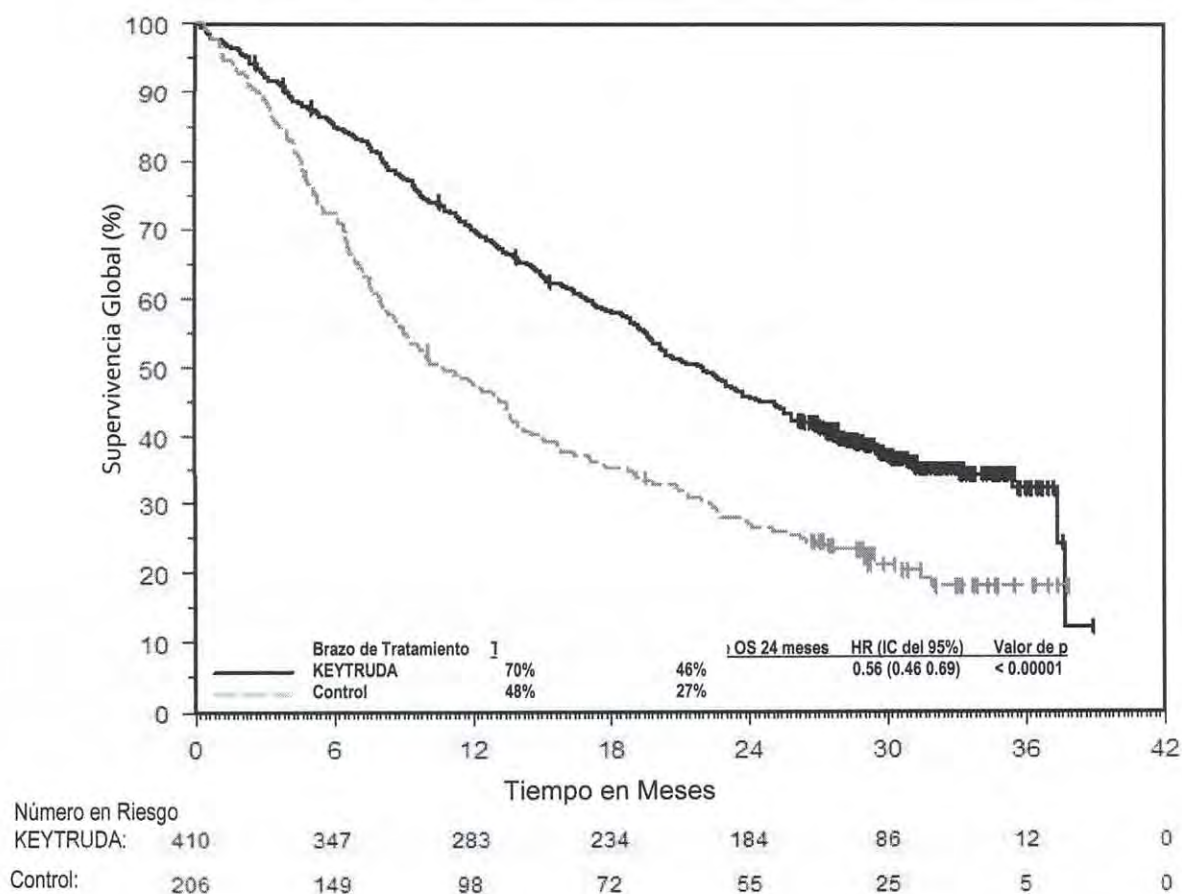 100
90
80
70
60
50
40
30
20
10
0
Supervivencia Global (%)
Brazo de Tratamiento OS 24 meses HR (IC del 95%) Valor de p
KEYTRUDA 70% 46% 0.56 (0.46 0.69) < 0.00001
Control 48% 27%
0 6 12 18 24 30 36 42
Tiempo en Meses
Número en Riesgo
KEYTRUDA: 410 347 283 234 184 86 12 0
Control: 206 149 98 72 55 25 5 0